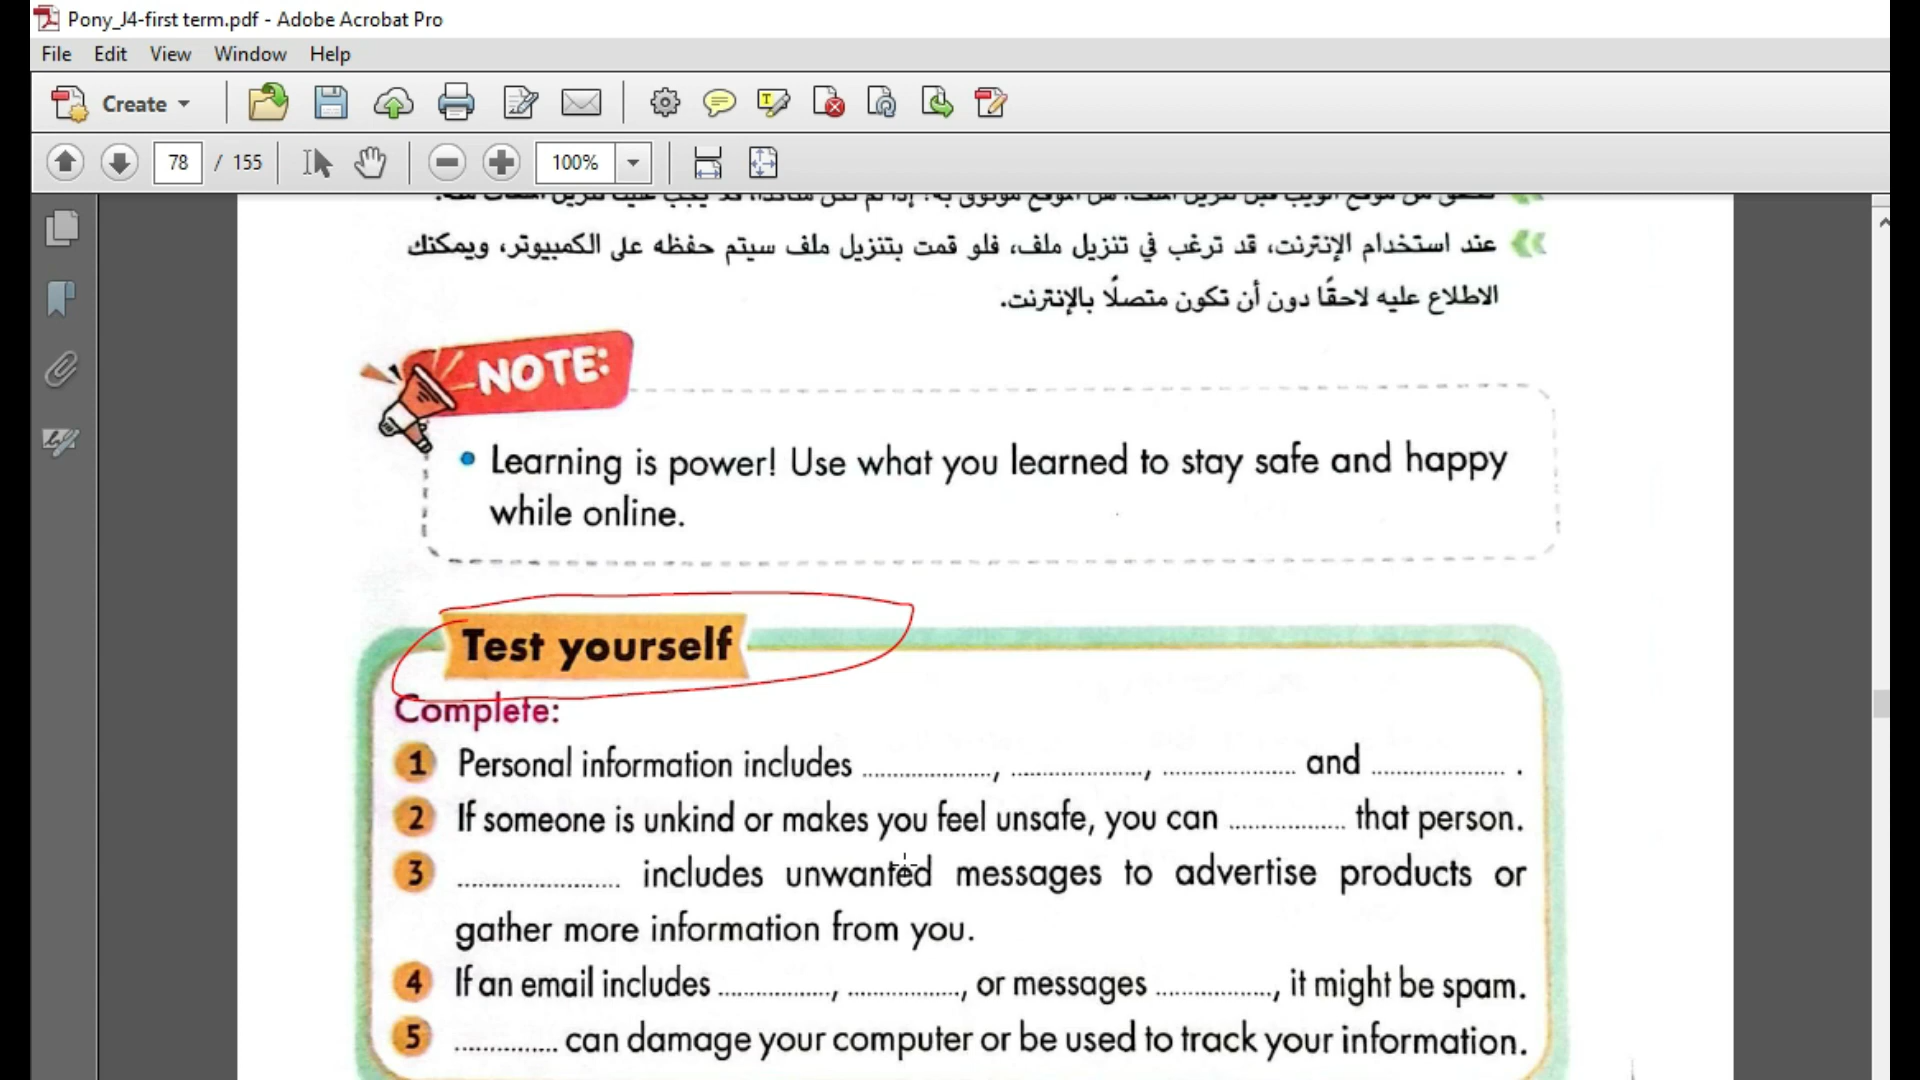 Pony_J4-first term.pdf - Adobe Acrobat Pro
File Edit View Window Help
Create
78 / 155 100%
عند استخدام الإنترنت، قد ترغب في تنزيل ملف، فلو قمت بتنزيل ملف سيتم حفظه على الكمبيوتر، ويمكنك
الاطلاع عليه لاحقًا دون أن تكون متصلًا بالإنترنت.
NOTE:
• Learning is power! Use what you learned to stay safe and happy
while online.
Test yourself
Complete:
1 Personal information includes ...................., ...................., .................... and .................... .
2 If someone is unkind or makes you feel unsafe, you can .................. that person.
3 ......................... includes unwanted messages to advertise products or
gather more information from you.
4 If an email includes ................., ................., or messages ................., it might be spam.
5 ................ can damage your computer or be used to track your information.